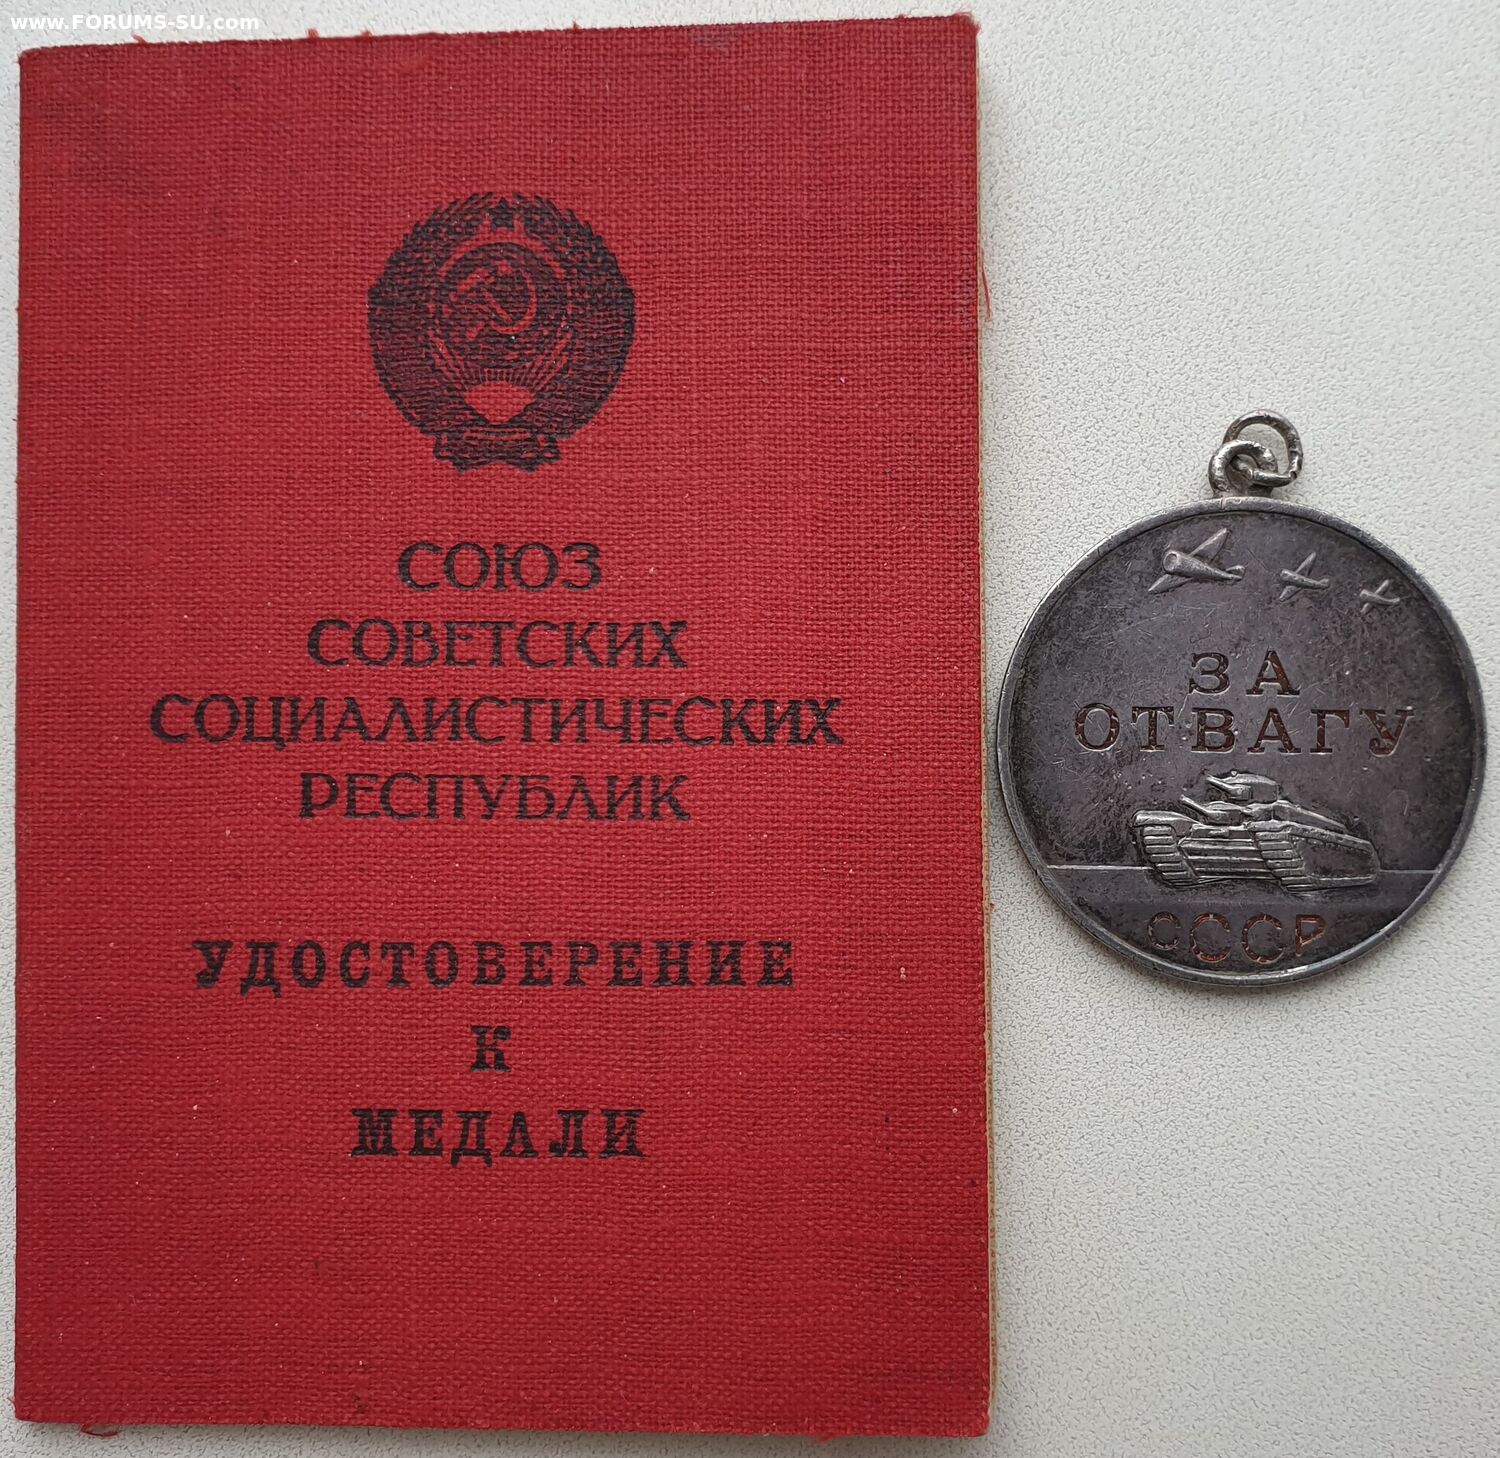 www.FORUMS-SU.com
СОЮЗ
СОВЕТСКИХ
СОЦИАЛИСТИЧЕСКИХ
РЕСПУБЛИК
УДОСТОВЕРЕНИЕ
К
МЕДАЛИ
ЗА
ОТВАГУ
СССР